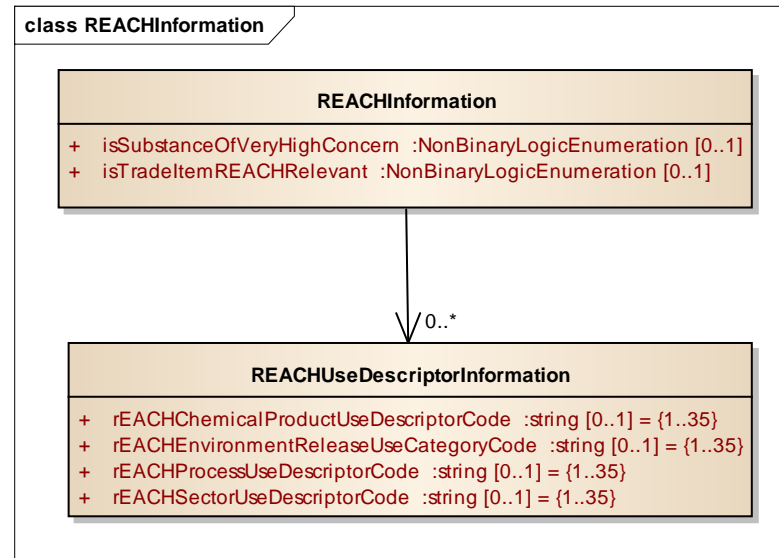 class REACHInformation
REACHInformation
+ isSubstanceOfVeryHighConcern :NonBinaryLogicEnumeration [0..1]
+ isTradeItemREACHRelevant :NonBinaryLogicEnumeration [0..1]
0..*
REACHUseDescriptorInformation
+ rEACHChemicalProductUseDescriptorCode :string [0..1] = {1..35}
+ rEACHEnvironmentReleaseUseCategoryCode :string [0..1] = {1..35}
+ rEACHProcessUseDescriptorCode :string [0..1] = {1..35}
+ rEACHSectorUseDescriptorCode :string [0..1] = {1..35}